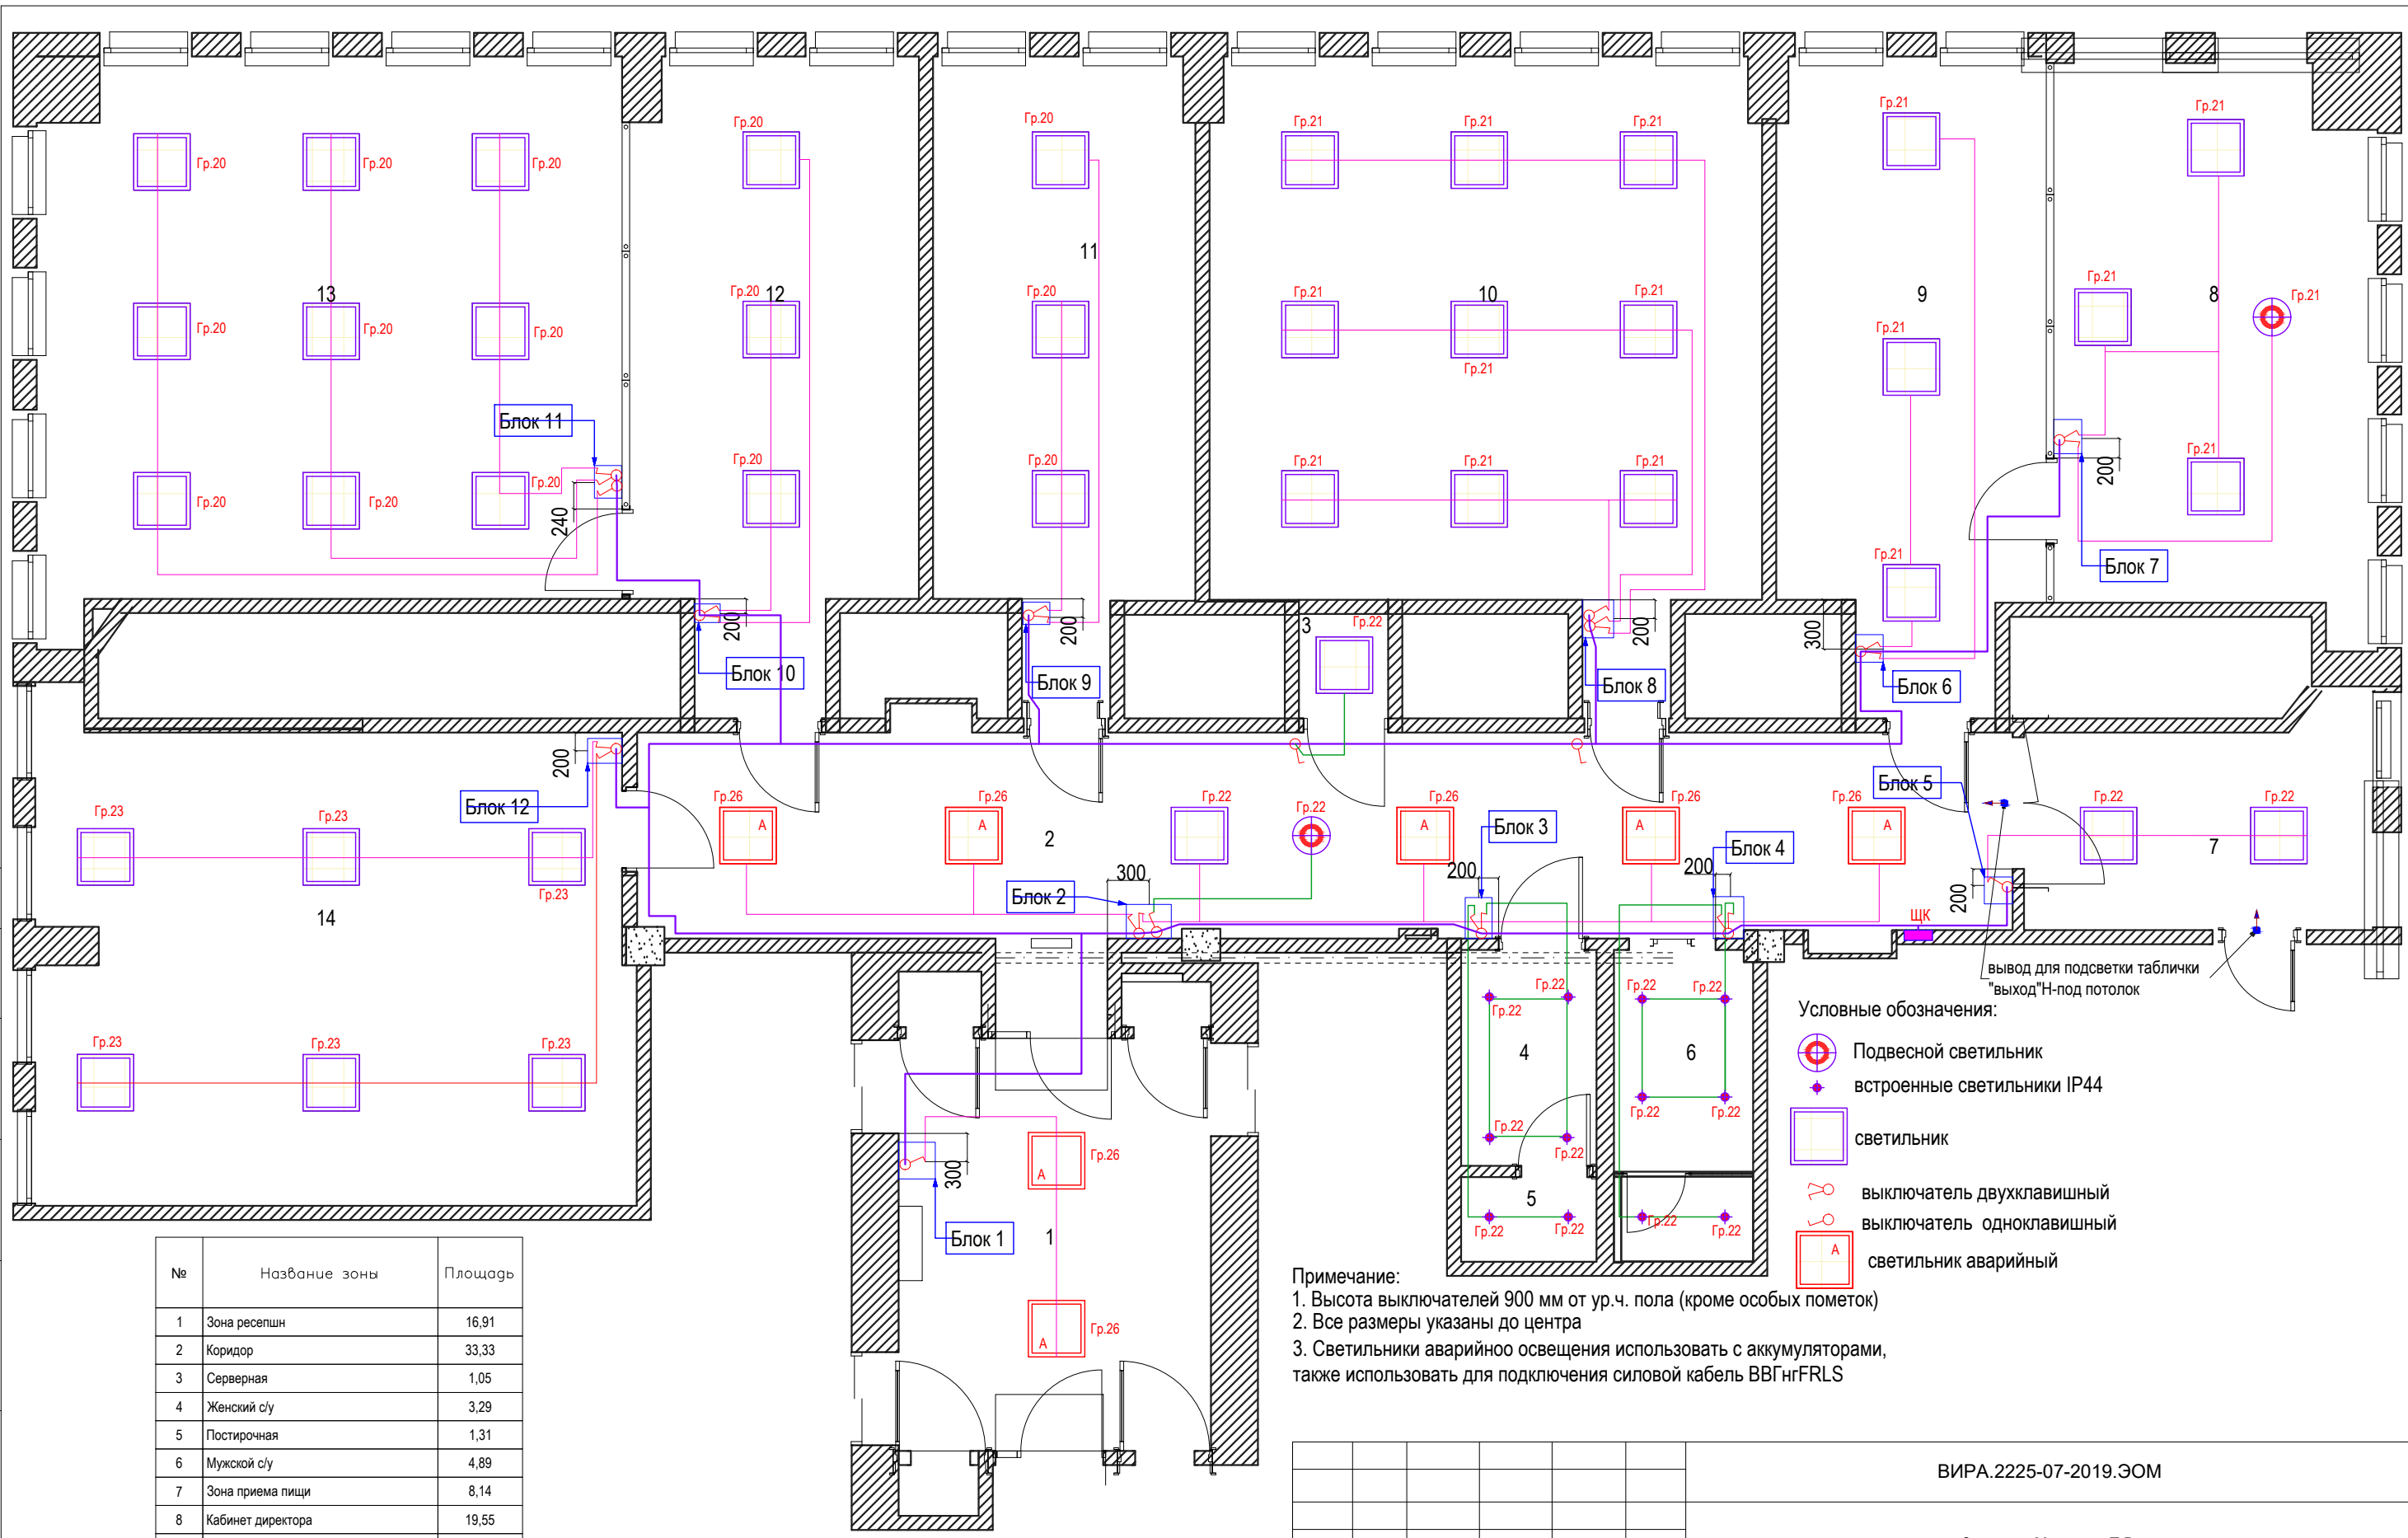 Гр.20 Гр.20 Гр.20 Гр.20 Гр.20 Гр.21 Гр.21 Гр.21 Гр.21 Гр.21
13 Гр.20 Гр.20 Гр.20 Гр.20 12 Гр.20 11 Гр.21 10 Гр.21 Гр.21 9 Гр.21 Гр.21 8 Гр.21
Блок 11
Гр.20 Гр.20 Гр.20 Гр.20 Гр.20 Гр.21 Гр.21 Гр.21 Гр.21 Гр.21
240 200
Блок 7
200 200 3 Гр.22 200 300
Блок 10
Блок 9
Блок 8
Блок 6
200
Блок 12
Блок 5
Гр.23 Гр.23 Гр.23
14
Гр.26 А Гр.26 А Гр.22 Гр.22 Гр.26 А Гр.26 А Гр.26 А Гр.22 Гр.22
2
7
Блок 3
Блок 4
Блок 2
300 200 200 200
ЩК
вывод для подсветки таблички
"выход"Н-под потолок
Гр.23 Гр.23 Гр.23
Гр.22 Гр.22 Гр.22 Гр.22
4 6
Гр.22 Гр.22 Гр.22 Гр.22
5
Гр.22 Гр.22 Гр.22 Гр.22
300
Блок 1
1
А Гр.26
А Гр.26
Условные обозначения:
Подвесной светильник
встроенные светильники IP44
светильник
выключатель двухклавишный
выключатель одноклавишный
А светильник аварийный
Примечание:
1. Высота выключателей 900 мм от ур.ч. пола (кроме особых пометок)
2. Все размеры указаны до центра
3. Светильники аварийноо освещения использовать с аккумуляторами,
также использовать для подключения силовой кабель ВВГнгFRLS
№ Название зоны Площадь
1 Зона ресепшн 16,91
2 Коридор 33,33
3 Серверная 1,05
4 Женский с/у 3,29
5 Постирочная 1,31
6 Мужской с/у 4,89
7 Зона приема пищи 8,14
8 Кабинет директора 19,55
ВИРА.2225-07-2019.ЭОМ